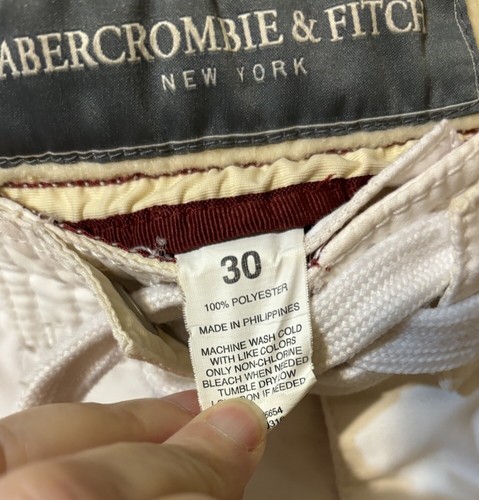 ABERCROMBIE & FITCH
NEW YORK
30
100% POLYESTER
MADE IN PHILIPPINES
MACHINE WASH COLD
WITH LIKE COLORS
ONLY NON-CHLORINE
BLEACH WHEN NEEDED
TUMBLE DRY LOW
IF NEEDED